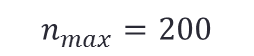 n_max = 200